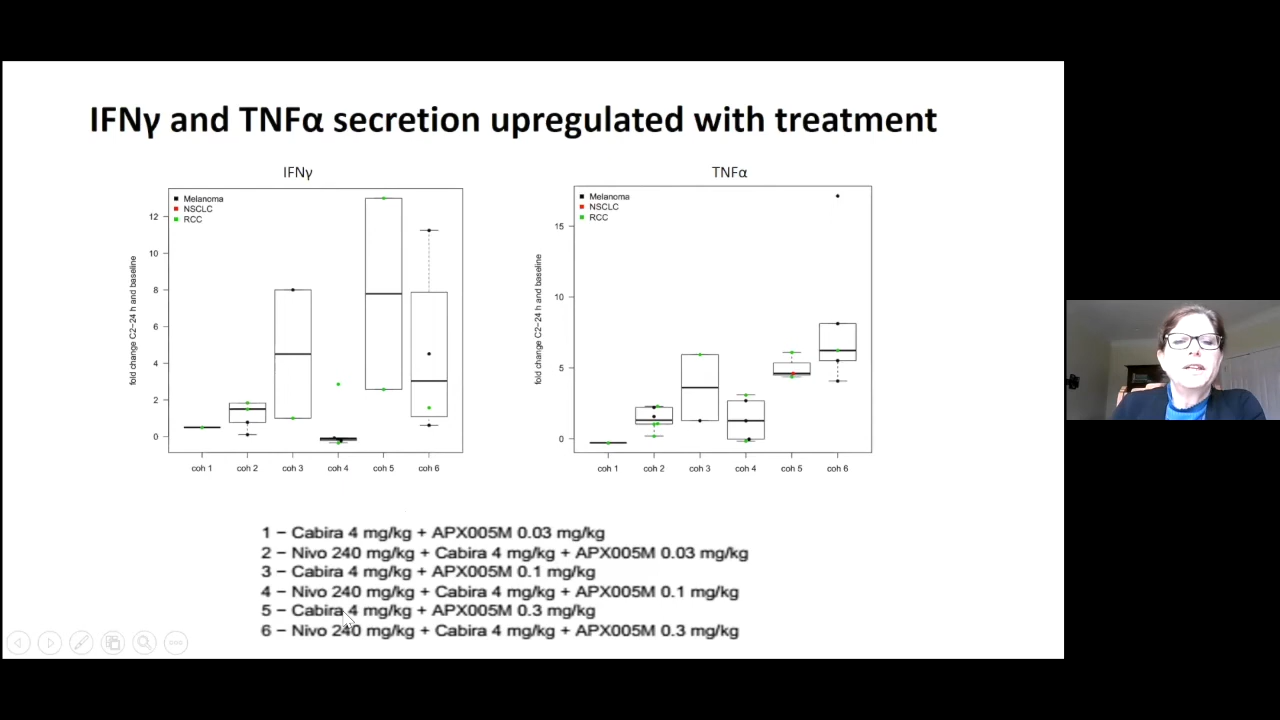 IFNγ and TNFα secretion upregulated with treatment
IFNγ
Melanoma
NSCLC
RCC
fold change C2−24 h and baseline
12
10
8
6
4
2
0
coh 1 coh 2 coh 3 coh 4 coh 5 coh 6
TNFα
Melanoma
NSCLC
RCC
fold change C2−24 h and baseline
15
10
5
0
coh 1 coh 2 coh 3 coh 4 coh 5 coh 6
1 − Cabira 4 mg/kg + APX005M 0.03 mg/kg
2 − Nivo 240 mg/kg + Cabira 4 mg/kg + APX005M 0.03 mg/kg
3 − Cabira 4 mg/kg + APX005M 0.1 mg/kg
4 − Nivo 240 mg/kg + Cabira 4 mg/kg + APX005M 0.1 mg/kg
5 − Cabira 4 mg/kg + APX005M 0.3 mg/kg
6 − Nivo 240 mg/kg + Cabira 4 mg/kg + APX005M 0.3 mg/kg